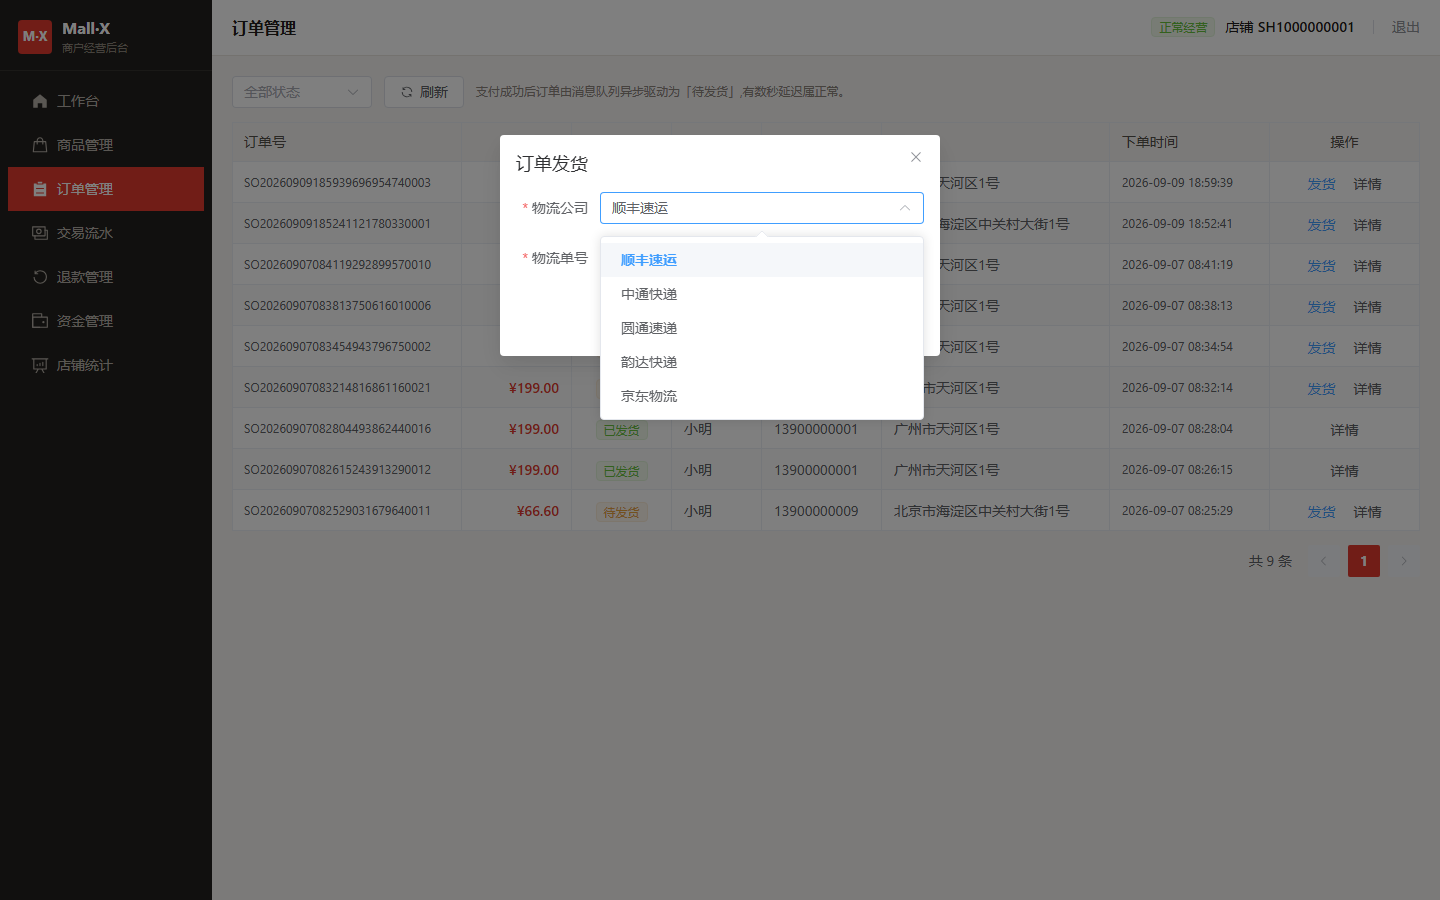 M·X
Mall·X
商户经营后台
工作台
商品管理
订单管理
交易流水
退款管理
资金管理
店铺统计
订单管理
正常经营 店铺 SH1000000001 退出
全部状态 刷新 支付成功后订单由消息队列异步驱动为「待发货」,有数秒延迟属正常。
订单号 下单时间 操作
SO20260909185939696954740003 天河区1号 2026-09-09 18:59:39 发货 详情
SO20260909185241121780330001 海淀区中关村大街1号 2026-09-09 18:52:41 发货 详情
SO20260907084119292899570010 天河区1号 2026-09-07 08:41:19 发货 详情
SO20260907083813750616010006 天河区1号 2026-09-07 08:38:13 发货 详情
SO20260907083454943796750002 天河区1号 2026-09-07 08:34:54 发货 详情
SO20260907083214816861160021 ¥199.00 市天河区1号 2026-09-07 08:32:14 发货 详情
SO20260907082804493862440016 ¥199.00 已发货 小明 13900000001 广州市天河区1号 2026-09-07 08:28:04 详情
SO20260907082615243913290012 ¥199.00 已发货 小明 13900000001 广州市天河区1号 2026-09-07 08:26:15 详情
SO20260907082529031679640011 ¥66.60 待发货 小明 13900000009 北京市海淀区中关村大街1号 2026-09-07 08:25:29 发货 详情
共 9 条 1
订单发货
* 物流公司 顺丰速运
* 物流单号
顺丰速运
中通快递
圆通速递
韵达快递
京东物流